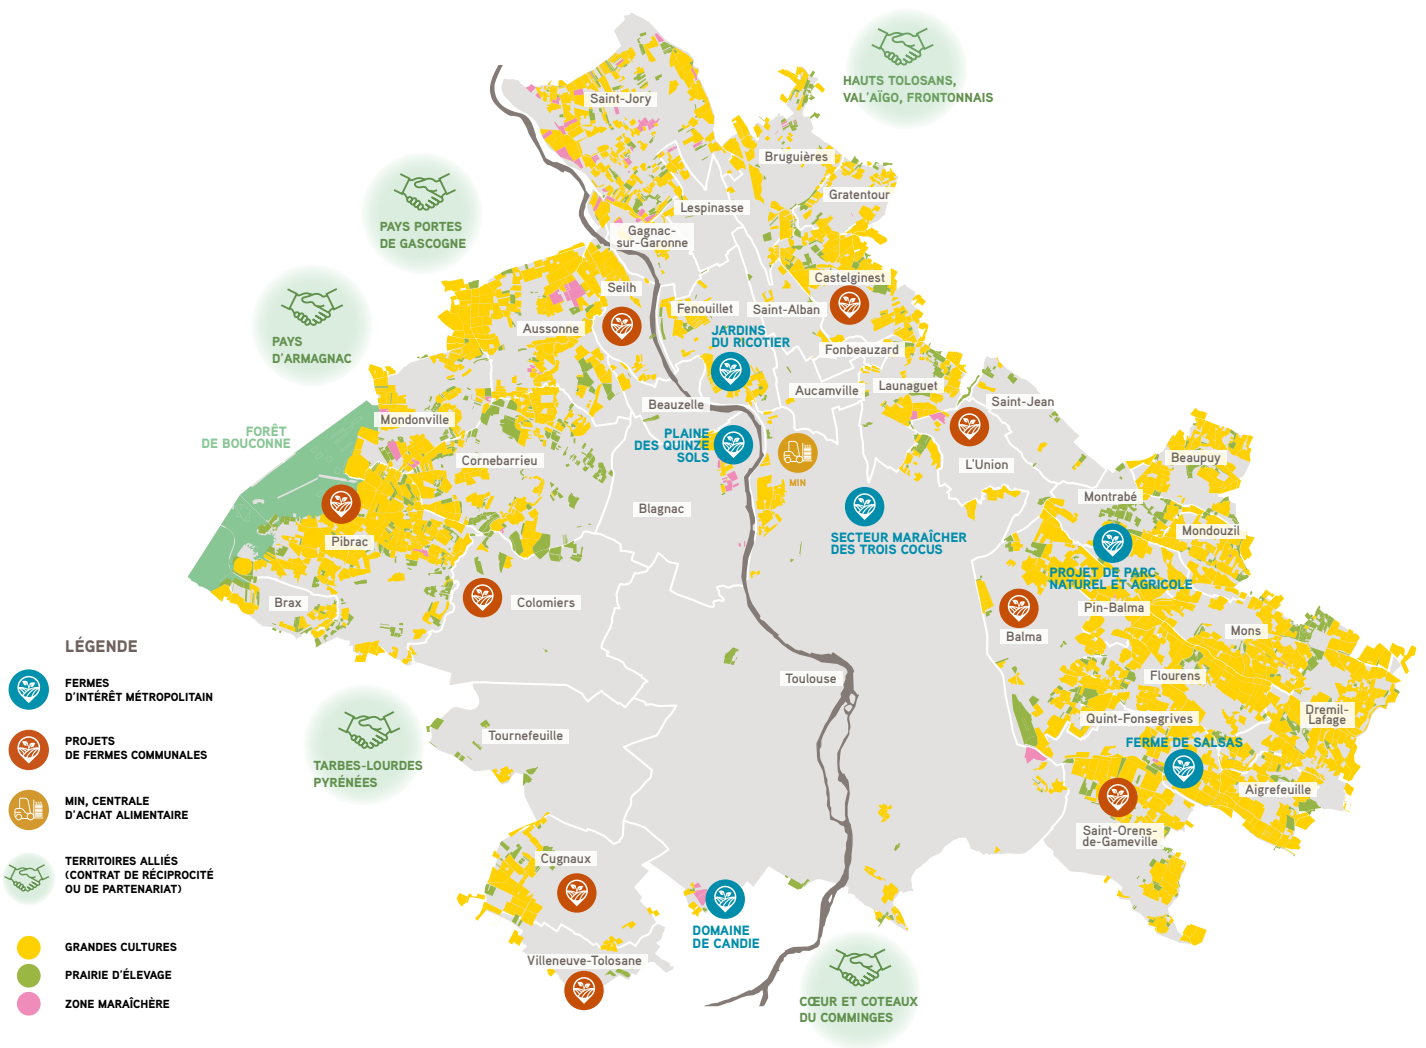 HAUTS TOLOSANS,
VAL'AÏGO, FRONTONNAIS
Saint-Jory
Bruguières
Gratentour
Lespinasse
PAYS PORTES
DE GASCOGNE
Gagnac-
sur-Garonne
Castelginest
Seilh
Fenouillet
Saint-Alban
Aussonne
JARDINS
DU RICOTIER
PAYS
D'ARMAGNAC
Fonbeauzard
Aucamville
Launaguet
Saint-Jean
Beauzelle
Mondonville
FORÊT
DE BOUCONNE
PLAINE
DES QUINZE
SOLS
Cornebarrieu
MIN
L'Union
Beaupuy
Montrabé
Blagnac
SECTEUR MARAÎCHER
DES TROIS COCUS
Mondouzil
Pibrac
PROJET DE PARC
NATUREL ET AGRICOLE
Brax
Colomiers
Pin-Balma
Balma
Mons
Toulouse
Flourens
Dremil-
Lafage
Quint-Fonsegrives
Tournefeuille
FERME DE SALSAS
TARBES-LOURDES
PYRÉNÉES
Aigrefeuille
Saint-Orens-
de-Gameville
Cugnaux
DOMAINE
DE CANDIE
Villeneuve-Tolosane
CŒUR ET COTEAUX
DU COMMINGES
LÉGENDE
FERMES
D'INTÉRÊT MÉTROPOLITAIN
PROJETS
DE FERMES COMMUNALES
MIN, CENTRALE
D'ACHAT ALIMENTAIRE
TERRITOIRES ALLIÉS
(CONTRAT DE RÉCIPROCITÉ
OU DE PARTENARIAT)
GRANDES CULTURES
PRAIRIE D'ÉLEVAGE
ZONE MARAÎCHÈRE